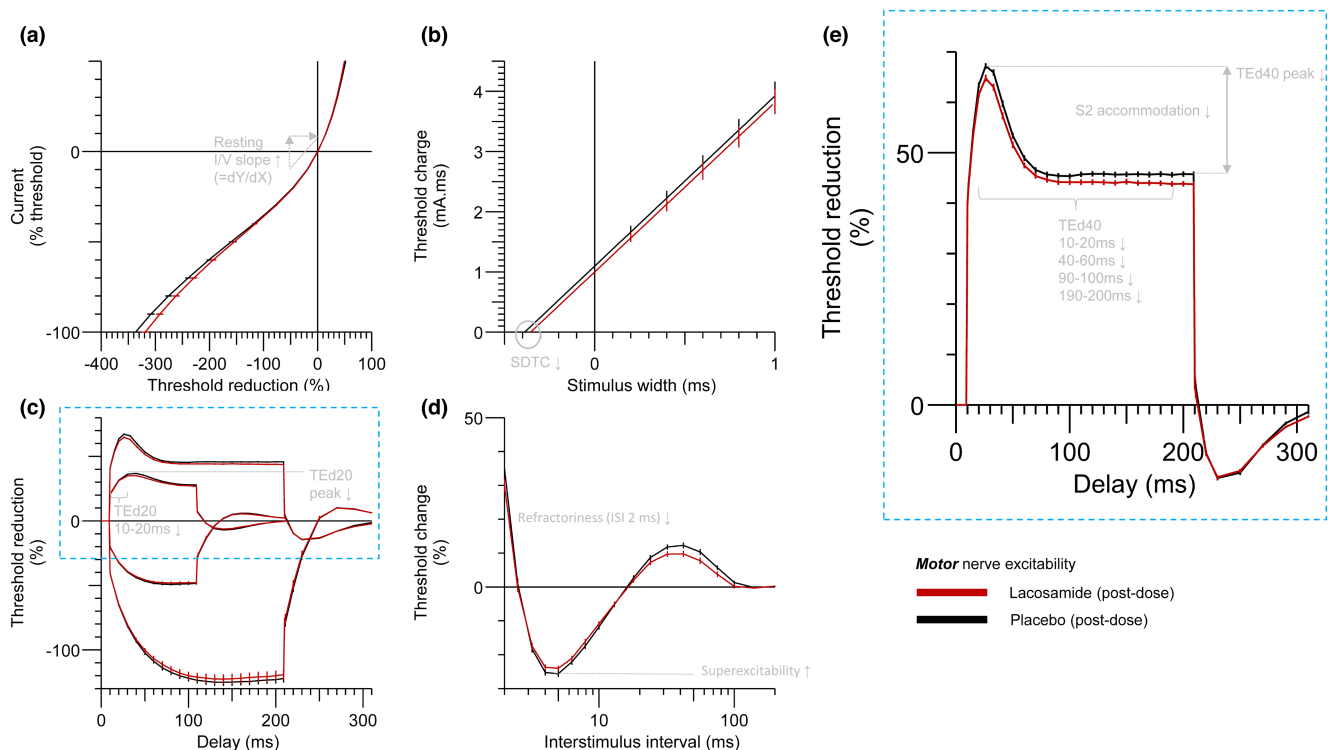 (a)
Current
(% threshold)
0
-100
-400
-300
-200
-100
0
100
Threshold reduction (%)
Resting
I/V slope ↑
(=dY/dX)
(b)
Threshold charge
(mA.ms)
4
3
2
1
0
0
1
SDTC ↓
Stimulus width (ms)
(c)
Threshold reduction
(%)
0
-100
0
100
200
300
Delay (ms)
TEd20
peak ↓
TEd20
10-20ms ↓
(d)
Threshold change
(%)
50
0
10
100
Interstimulus interval (ms)
Refractoriness (ISI 2 ms) ↓
Superexcitability ↑
(e)
Threshold reduction
(%)
50
0
0
100
200
300
Delay (ms)
TEd40 peak ↓
S2 accommodation ↓
TEd40
10-20ms ↓
40-60ms ↓
90-100ms ↓
190-200ms ↓
Motor nerve excitability
Lacosamide (post-dose)
Placebo (post-dose)